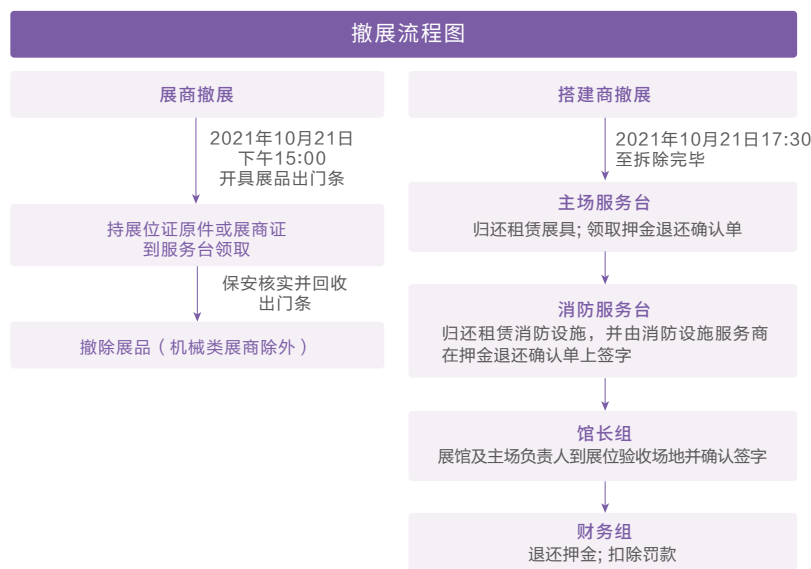 撤展流程图
展商撤展
2021年10月21日
下午15:00
开具展品出门条
持展位证原件或展商证
到服务台领取
保安核实并回收
出门条
撤除展品（机械类展商除外）
搭建商撤展
2021年10月21日17:30
至拆除完毕
主场服务台
归还租赁展具; 领取押金退还确认单
消防服务台
归还租赁消防设施，并由消防设施服务商
在押金退还确认单上签字
馆长组
展馆及主场负责人到展位验收场地并确认签字
财务组
退还押金; 扣除罚款